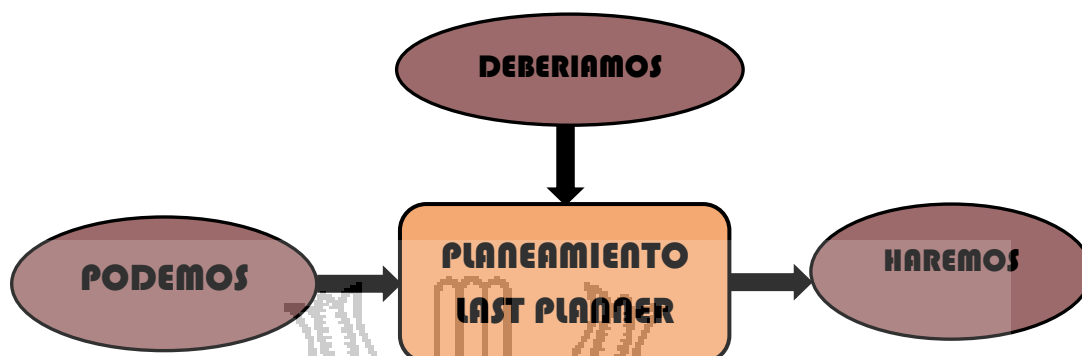 DEBERIAMOS
PODEMOS
PLANEAMIENTO
LAST PLANNER
HAREMOS